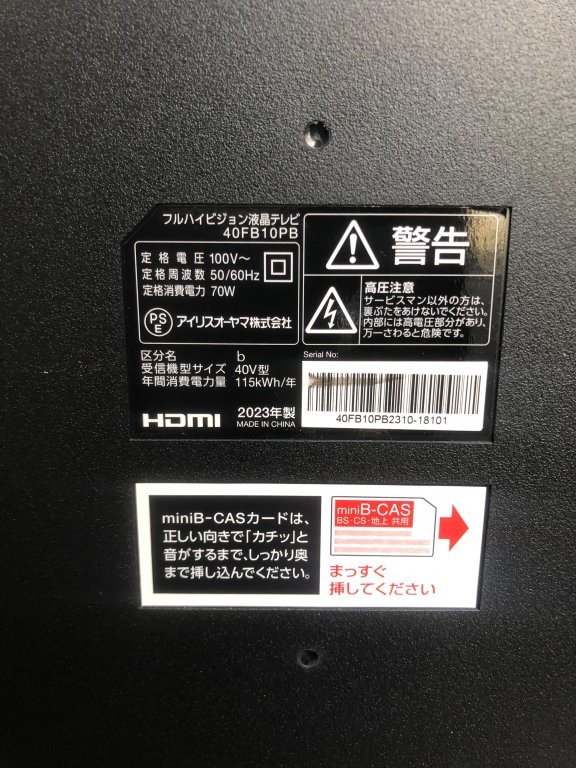 フルハイビジョン液晶テレビ
40FB10PB
定格電圧 100V～
定格周波数 50/60Hz
定格消費電力 70W
PSE
アイリスオーヤマ株式会社
警告
高圧注意
サービスマン以外の方は、
裏ぶたをあけないでください。
内部には高電圧部分があり、
万一さわると危険です。
区分名 b
受信機型サイズ 40V型
年間消費電力量 115kWh/年
HDMI
2023年製
MADE IN CHINA
Serial No:
40FB10PB2310-18101
miniB-CASカードは、
正しい向きで「カチッ」と
音がするまで、しっかり奥
まで挿し込んでください。
miniB-CAS
BS・CS・地上 共用
まっすぐ
挿してください